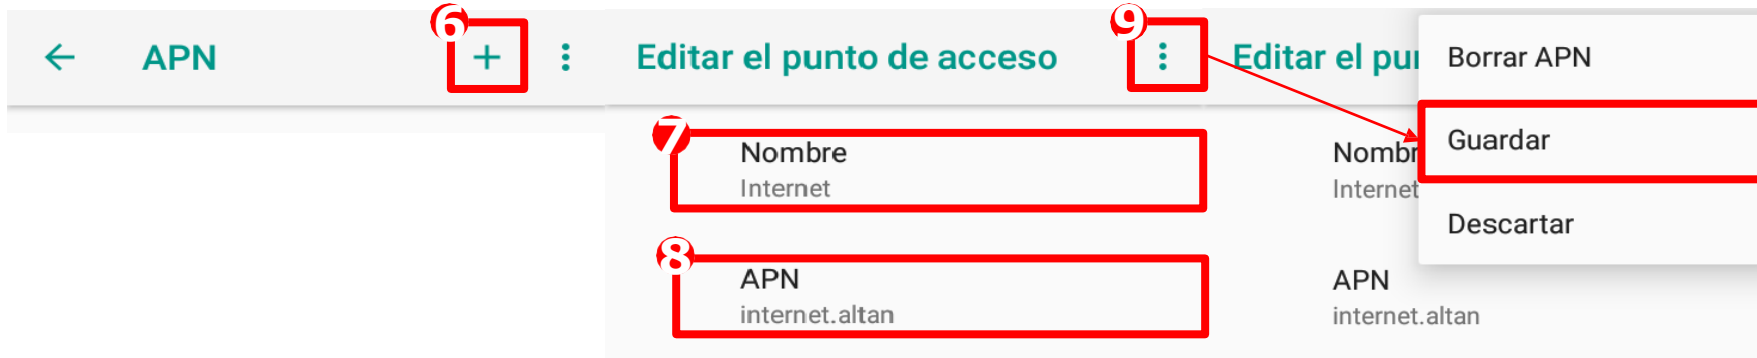 6
APN
7
Nombre
Internet
8
APN
internet.altan
9
Editar el punto de acceso
Editar el pu
Borrar APN
Guardar
Descartar
Nombr
Internet
APN
internet.altan